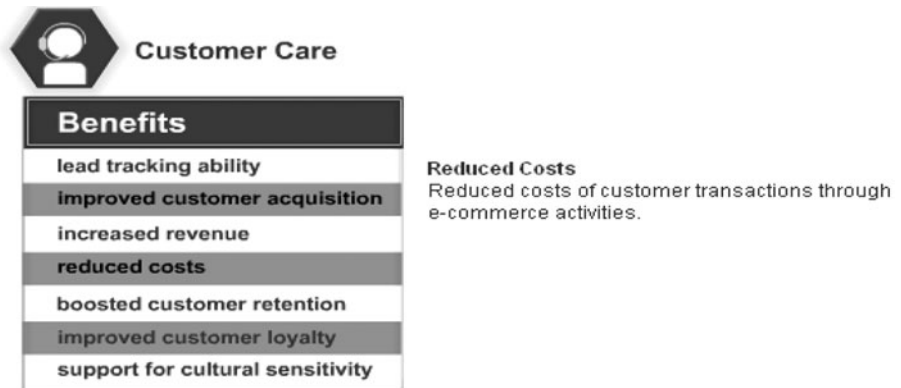 Customer Care
Benefits
lead tracking ability
improved customer acquisition
increased revenue
reduced costs
boosted customer retention
improved customer loyalty
support for cultural sensitivity
Reduced Costs
Reduced costs of customer transactions through
e-commerce activities.